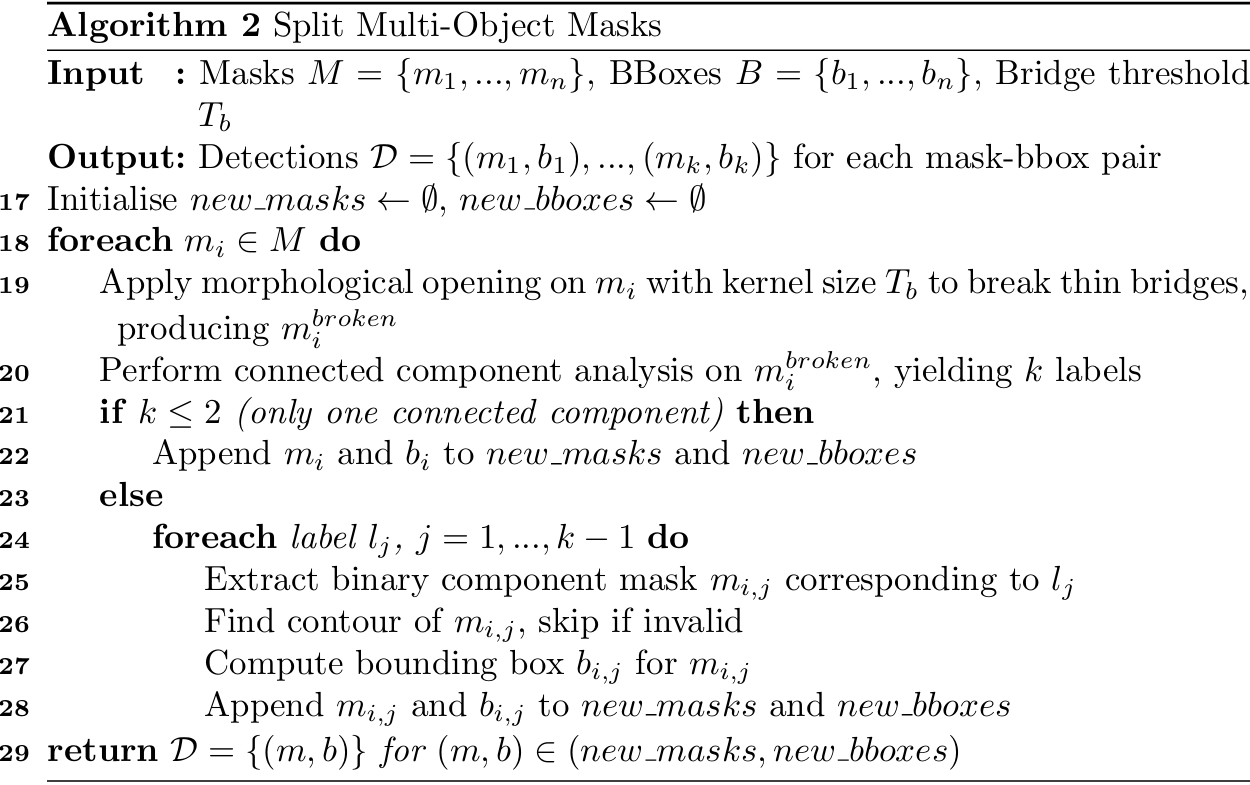 Algorithm 2 Split Multi-Object Masks
Input : Masks $M = \{m_1, ..., m_n\}$, BBoxes $B = \{b_1, ..., b_n\}$, Bridge threshold
$T_b$
Output: Detections $\mathcal{D} = \{(m_1, b_1), ..., (m_k, b_k)\}$ for each mask-bbox pair
17 Initialise $new\_masks \leftarrow \emptyset$, $new\_bboxes \leftarrow \emptyset$
18 foreach $m_i \in M$ do
19 Apply morphological opening on $m_i$ with kernel size $T_b$ to break thin bridges,
producing $m_i^{broken}$
20 Perform connected component analysis on $m_i^{broken}$, yielding $k$ labels
21 if $k \leq 2$ (only one connected component) then
22 Append $m_i$ and $b_i$ to $new\_masks$ and $new\_bboxes$
23 else
24 foreach label $l_j$, $j = 1, ..., k - 1$ do
25 Extract binary component mask $m_{i,j}$ corresponding to $l_j$
26 Find contour of $m_{i,j}$, skip if invalid
27 Compute bounding box $b_{i,j}$ for $m_{i,j}$
28 Append $m_{i,j}$ and $b_{i,j}$ to $new\_masks$ and $new\_bboxes$
29 return $\mathcal{D} = \{(m, b)\}$ for $(m, b) \in (new\_masks, new\_bboxes)$